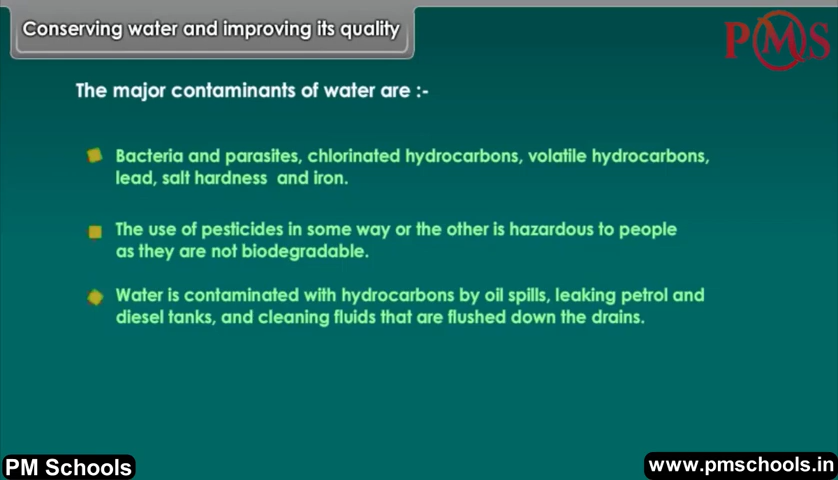 Conserving water and improving its quality
PMS
The major contaminants of water are :-
Bacteria and parasites, chlorinated hydrocarbons, volatile hydrocarbons,
lead, salt hardness and iron.
The use of pesticides in some way or the other is hazardous to people
as they are not biodegradable.
Water is contaminated with hydrocarbons by oil spills, leaking petrol and
diesel tanks, and cleaning fluids that are flushed down the drains.
PM Schools
www.pmschools.in